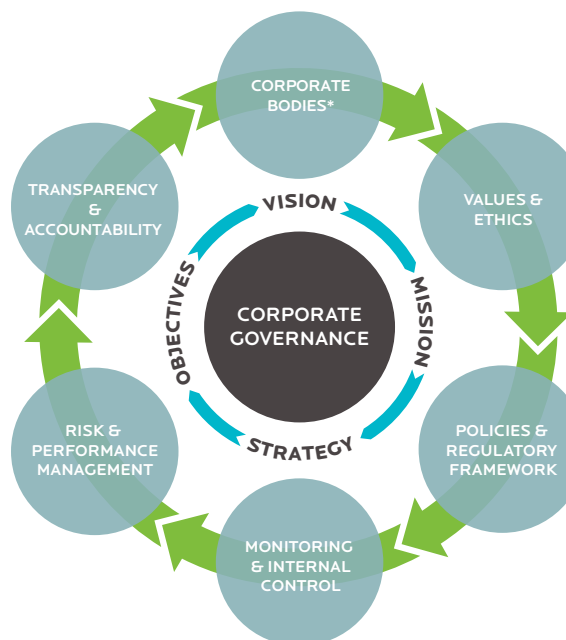 CORPORATE
BODIES*
VALUES &
ETHICS
POLICIES &
REGULATORY
FRAMEWORK
MONITORING
& INTERNAL
CONTROL
RISK &
PERFORMANCE
MANAGEMENT
TRANSPARENCY
&
ACCOUNTABILITY
VISION
MISSION
STRATEGY
OBJECTIVES
CORPORATE
GOVERNANCE